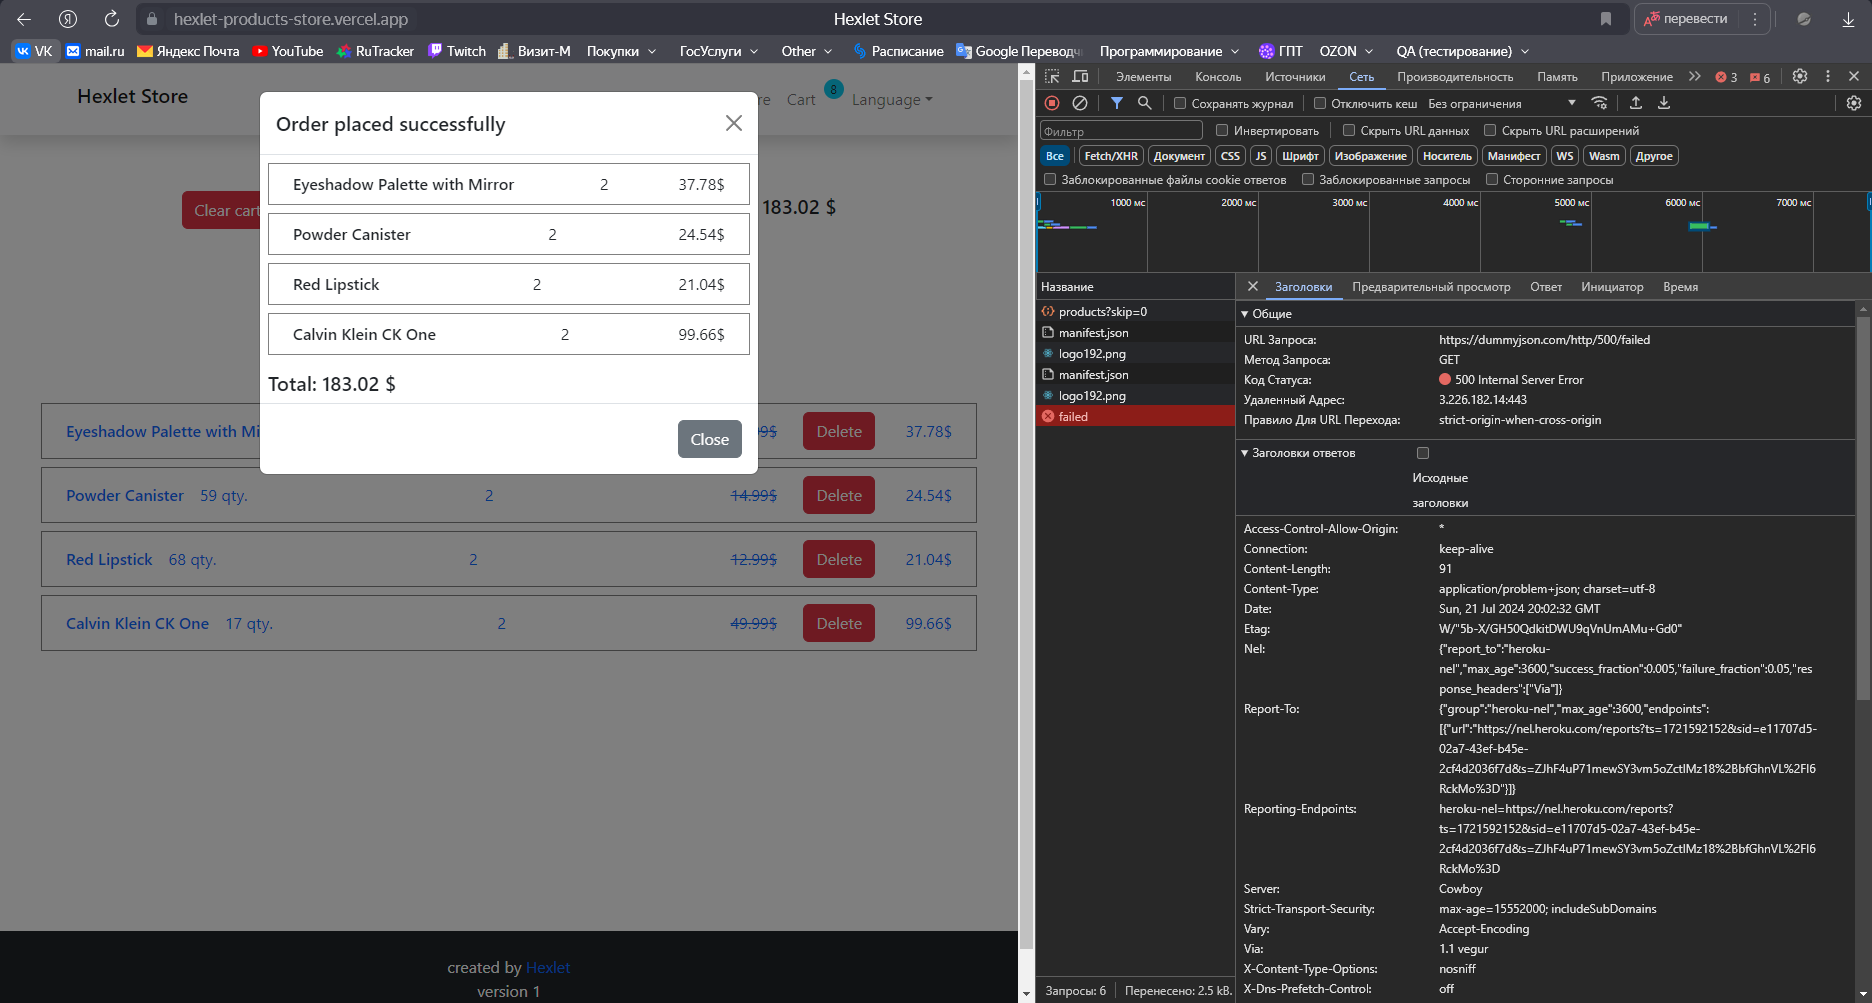 hexlet-products-store.vercel.app
Hexlet Store
перевести
VK
mail.ru
Яндекс Почта
YouTube
RuTracker
Twitch
Визит-М
Покупки
ГосУслуги
Other
Расписание
Google Переводч
Программирование
ГПТ
OZON
QA (тестирование)
Hexlet Store
re
Cart
8
Language
Order placed successfully
Eyeshadow Palette with Mirror 2 37.78$
Powder Canister 2 24.54$
Red Lipstick 2 21.04$
Calvin Klein CK One 2 99.66$
Total: 183.02 $
Close
Clear cart
183.02 $
Eyeshadow Palette with Mi 9$ Delete 37.78$
Powder Canister 59 qty. 2 14.99$ Delete 24.54$
Red Lipstick 68 qty. 2 12.99$ Delete 21.04$
Calvin Klein CK One 17 qty. 2 49.99$ Delete 99.66$
created by Hexlet
version 1
Элементы Консоль Источники Сеть Производительность Память Приложение 3 6
Сохранять журнал Отключить кеш Без ограничения
Фильтр Инвертировать Скрыть URL данных Скрыть URL расширений
Все Fetch/XHR Документ CSS JS Шрифт Изображение Носитель Манифест WS Wasm Другое
Заблокированные файлы cookie ответов Заблокированные запросы Сторонние запросы
1000 мс 2000 мс 3000 мс 4000 мс 5000 мс 6000 мс 7000 мс
Название
products?skip=0
manifest.json
logo192.png
manifest.json
logo192.png
failed
Запросы: 6 Перенесено: 2.5 kB.
Заголовки Предварительный просмотр Ответ Инициатор Время
Общие
URL Запроса: https://dummyjson.com/http/500/failed
Метод Запроса: GET
Код Статуса: 500 Internal Server Error
Удаленный Адрес: 3.226.182.14:443
Правило Для URL Перехода: strict-origin-when-cross-origin
Заголовки ответов
Исходные
заголовки
Access-Control-Allow-Origin: *
Connection: keep-alive
Content-Length: 91
Content-Type: application/problem+json; charset=utf-8
Date: Sun, 21 Jul 2024 20:02:32 GMT
Etag: W/"5b-X/GH50QdkitDWU9qVnUmAMu+Gd0"
Nel: {"report_to":"heroku-
nel","max_age":3600,"success_fraction":0.005,"failure_fraction":0.05,"res
ponse_headers":["Via"]}
Report-To: {"group":"heroku-nel","max_age":3600,"endpoints":
[{"url":"https://nel.heroku.com/reports?ts=1721592152&sid=e11707d5-
02a7-43ef-b45e-
2cf4d2036f7d&s=ZJhF4uP71mewSY3vm5oZctIMz18%2BbfGhnVL%2Fl6
RckMo%3D"}]}
Reporting-Endpoints: heroku-nel=https://nel.heroku.com/reports?
ts=1721592152&sid=e11707d5-02a7-43ef-b45e-
2cf4d2036f7d&s=ZJhF4uP71mewSY3vm5oZctIMz18%2BbfGhnVL%2Fl6
RckMo%3D
Server: Cowboy
Strict-Transport-Security: max-age=15552000; includeSubDomains
Vary: Accept-Encoding
Via: 1.1 vegur
X-Content-Type-Options: nosniff
X-Dns-Prefetch-Control: off